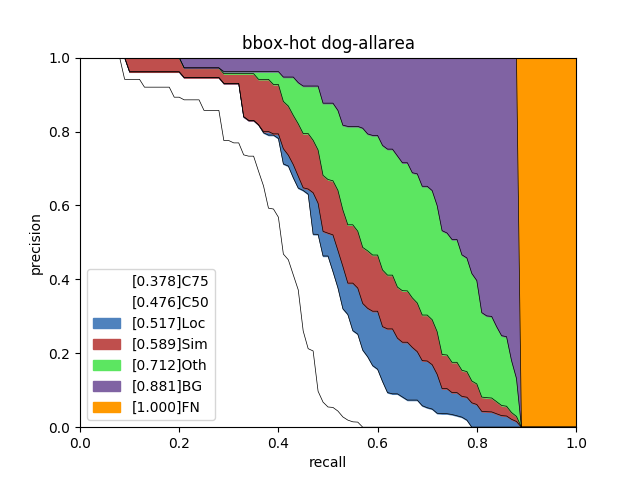 bbox-hot dog-allarea
1.0
0.8
0.6
0.4
0.2
0.0
precision
[0.378]C75
[0.476]C50
[0.517]Loc
[0.589]Sim
[0.712]Oth
[0.881]BG
[1.000]FN
0.0 0.2 0.4 0.6 0.8 1.0
recall